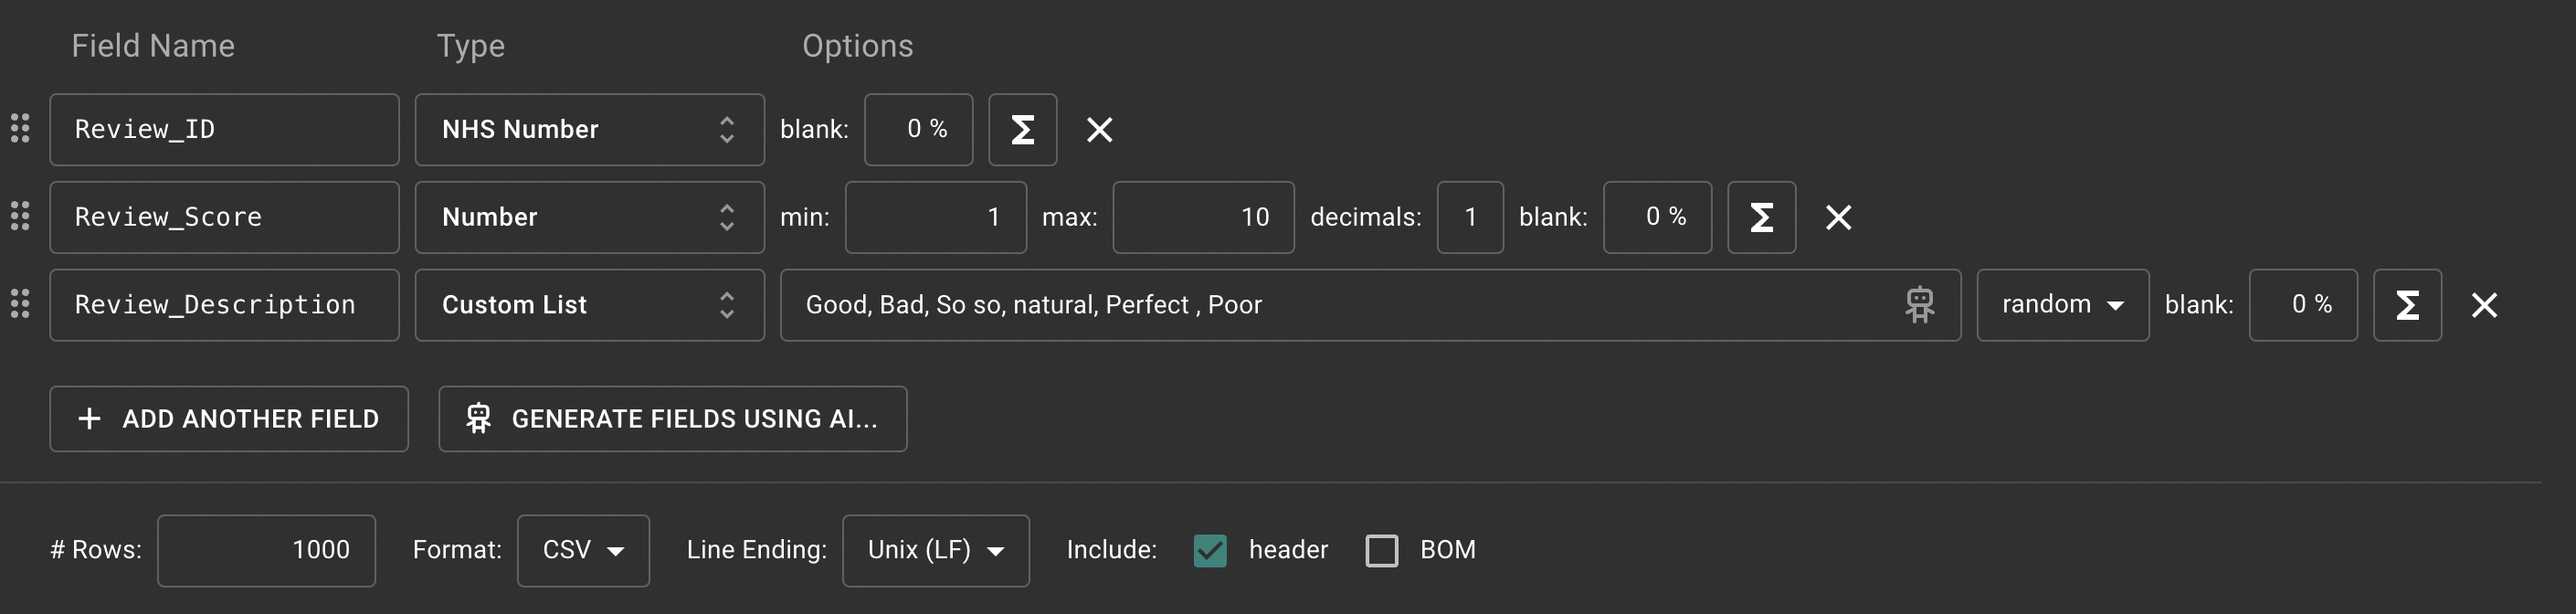 Field Name Type Options
Review_ID NHS Number blank: 0 % Σ
Review_Score Number min: 1 max: 10 decimals: 1 blank: 0 % Σ
Review_Description Custom List Good, Bad, So so, natural, Perfect , Poor random blank: 0 % Σ
+ ADD ANOTHER FIELD GENERATE FIELDS USING AI...
# Rows: 1000 Format: CSV Line Ending: Unix (LF) Include: header BOM